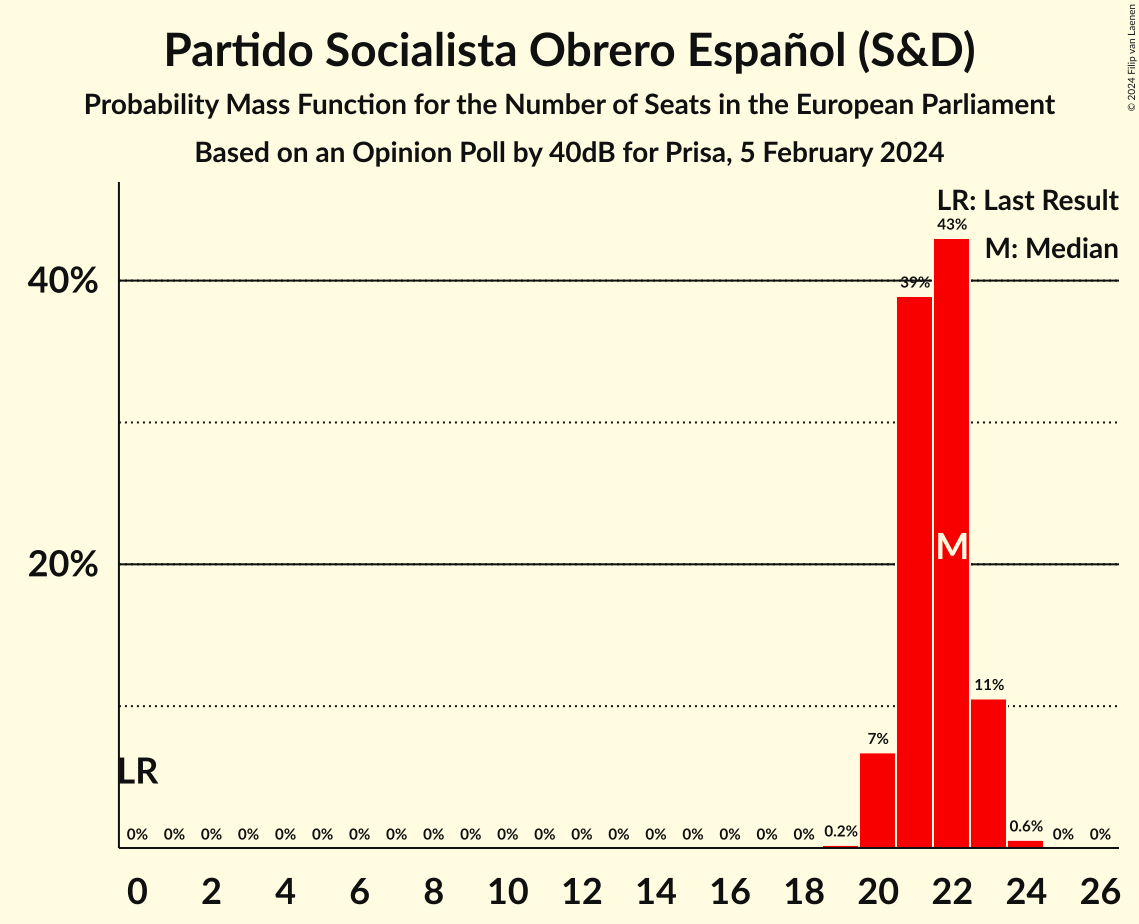 Partido Socialista Obrero Español (S&D)
Probability Mass Function for the Number of Seats in the European Parliament
Based on an Opinion Poll by 40dB for Prisa, 5 February 2024
© 2024 Filip van Laenen
LR: Last Result
M: Median
43%
40%
39%
20%
M
11%
7%
LR
0% 0% 0% 0% 0% 0% 0% 0% 0% 0% 0% 0% 0% 0% 0% 0% 0% 0% 0% 0.2% 0.6% 0% 0%
0 2 4 6 8 10 12 14 16 18 20 22 24 26